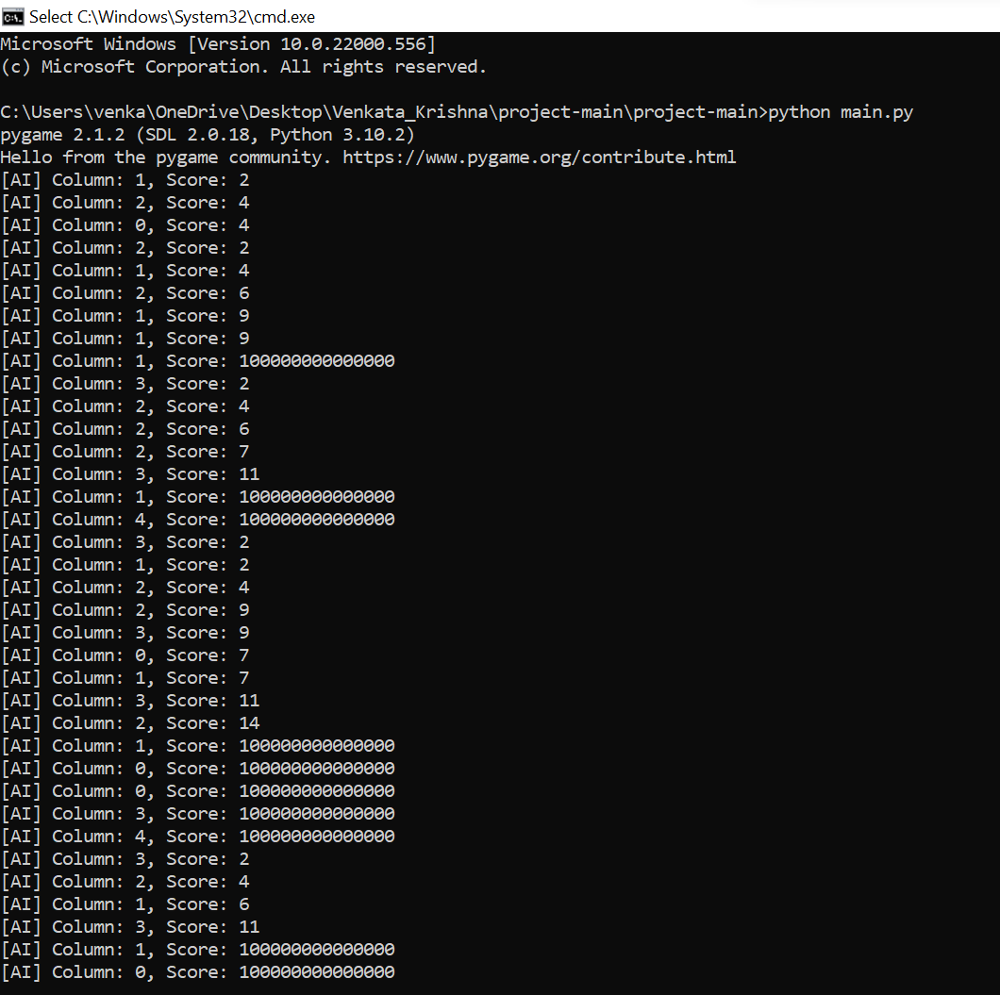 Select C:\Windows\System32\cmd.exe
Microsoft Windows [Version 10.0.22000.556]
(c) Microsoft Corporation. All rights reserved.
C:\Users\venka\OneDrive\Desktop\Venkata_Krishna\project-main\project-main>python main.py
pygame 2.1.2 (SDL 2.0.18, Python 3.10.2)
Hello from the pygame community. https://www.pygame.org/contribute.html
[AI] Column: 1, Score: 2
[AI] Column: 2, Score: 4
[AI] Column: 0, Score: 4
[AI] Column: 2, Score: 2
[AI] Column: 1, Score: 4
[AI] Column: 2, Score: 6
[AI] Column: 1, Score: 9
[AI] Column: 1, Score: 9
[AI] Column: 1, Score: 100000000000000
[AI] Column: 3, Score: 2
[AI] Column: 2, Score: 4
[AI] Column: 2, Score: 6
[AI] Column: 2, Score: 7
[AI] Column: 3, Score: 11
[AI] Column: 1, Score: 100000000000000
[AI] Column: 4, Score: 100000000000000
[AI] Column: 3, Score: 2
[AI] Column: 1, Score: 2
[AI] Column: 2, Score: 4
[AI] Column: 2, Score: 9
[AI] Column: 3, Score: 9
[AI] Column: 0, Score: 7
[AI] Column: 1, Score: 7
[AI] Column: 3, Score: 11
[AI] Column: 2, Score: 14
[AI] Column: 1, Score: 100000000000000
[AI] Column: 0, Score: 100000000000000
[AI] Column: 0, Score: 100000000000000
[AI] Column: 3, Score: 100000000000000
[AI] Column: 4, Score: 100000000000000
[AI] Column: 3, Score: 2
[AI] Column: 2, Score: 4
[AI] Column: 1, Score: 6
[AI] Column: 3, Score: 11
[AI] Column: 1, Score: 100000000000000
[AI] Column: 0, Score: 100000000000000